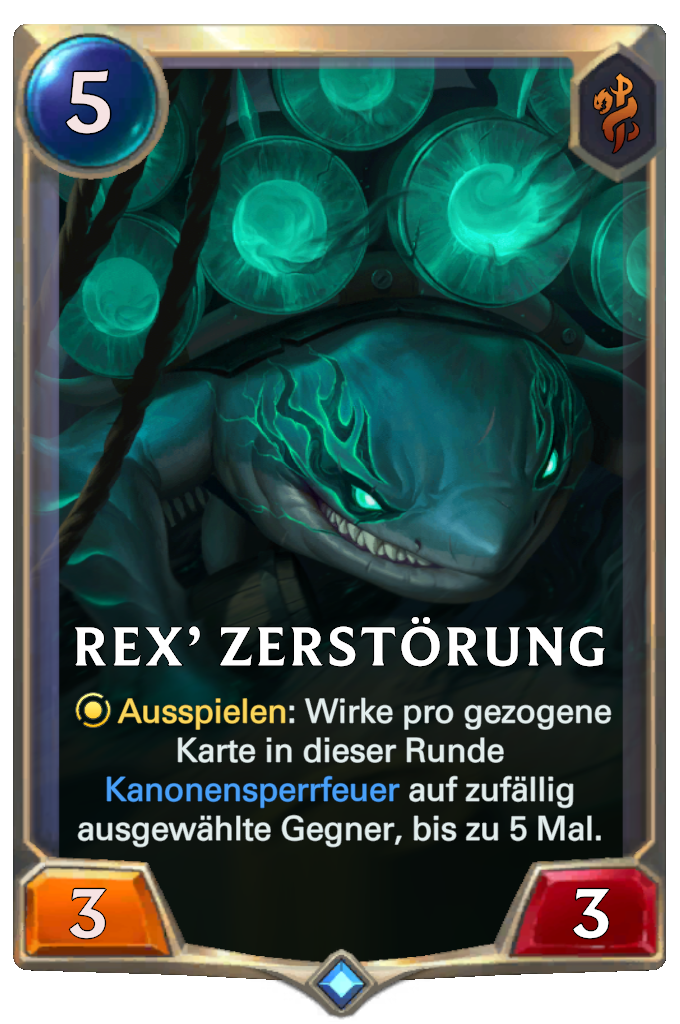 5
REX’ ZERSTÖRUNG
Ausspielen: Wirke pro gezogene
Karte in dieser Runde
Kanonensperrfeuer auf zufällig
ausgewählte Gegner, bis zu 5 Mal.
3
3